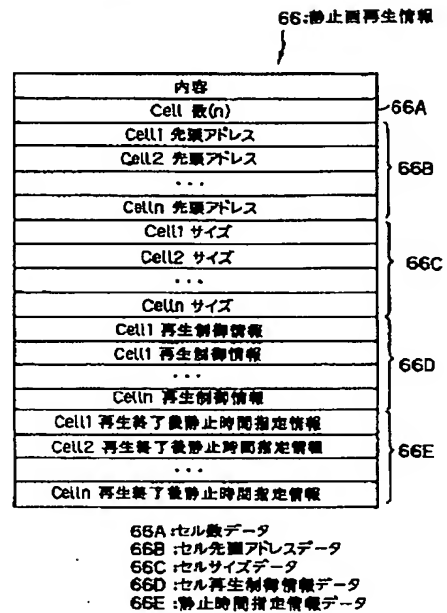 66:静止画再生情報
内容
Cell 数(n)
66A
Cell1 先頭アドレス
Cell2 先頭アドレス
...
Celln 先頭アドレス
66B
Cell1 サイズ
Cell2 サイズ
...
Celln サイズ
66C
Cell1 再生制御情報
Cell1 再生制御情報
...
Celln 再生制御情報
66D
Cell1 再生終了後静止時間指定情報
Cell2 再生終了後静止時間指定情報
...
Celln 再生終了後静止時間指定情報
66E
66A:セル数データ
66B:セル先頭アドレスデータ
66C:セルサイズデータ
66D:セル再生制御情報データ
66E:静止時間指定情報データ